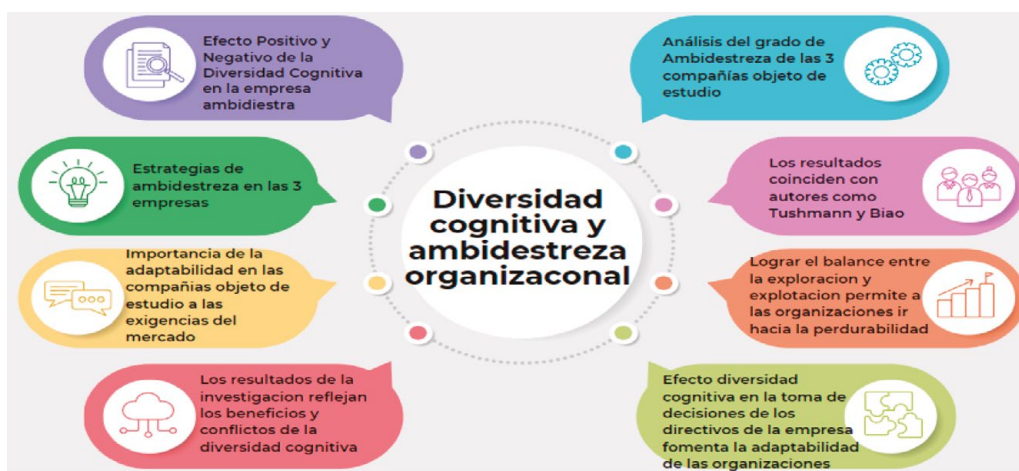 Efecto Positivo y
Negativo de la
Diversidad Cognitiva
en la empresa
ambidiestra
Estrategias de
ambidestreza en las 3
empresas
Importancia de la
adaptabilidad en las
compañías objeto de
estudio a las
exigencias del
mercado
Los resultados de la
investigacion reflejan
los beneficios y
conflictos de la
diversidad cognitiva
Diversidad
cognitiva y
ambidestreza
organizaconal
Análisis del grado de
Ambidestreza de las 3
compañías objeto de
estudio
Los resultados
coinciden con
autores como
Tushmann y Biao
Lograr el balance entre
la exploracion y
explotacion permite a
las organizaciones ir
hacia la perdurabilidad
Efecto diversidad
cognitiva en la toma de
decisiones de los
directivos de la empresa
fomenta la adaptabilidad
de las organizaciones